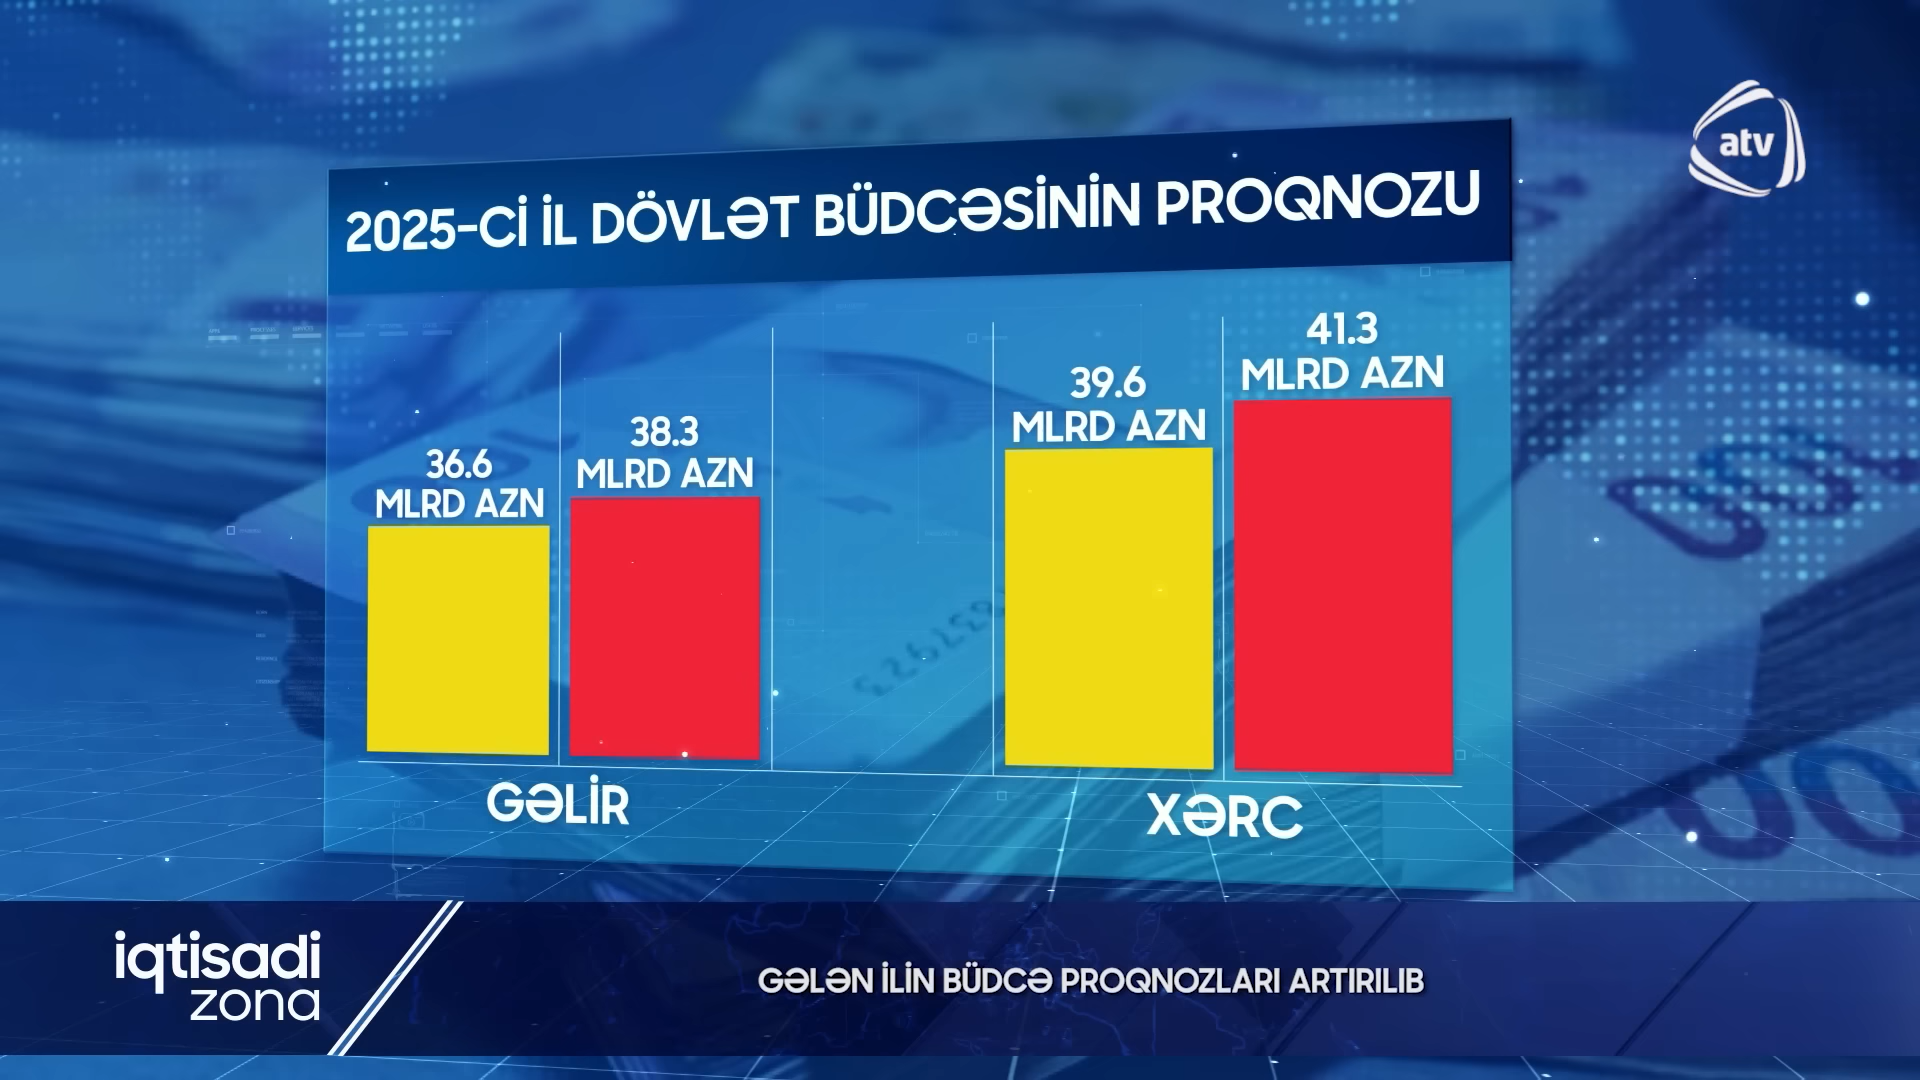 atv
2025-Cİ İL DÖVLƏT BÜDCƏSİNİN PROQNOZU
36.6
MLRD AZN
38.3
MLRD AZN
39.6
MLRD AZN
41.3
MLRD AZN
GƏLİR
XƏRC
iqtisadi
zona
GƏLƏN İLİN BÜDCƏ PROQNOZLARI ARTIRILIB